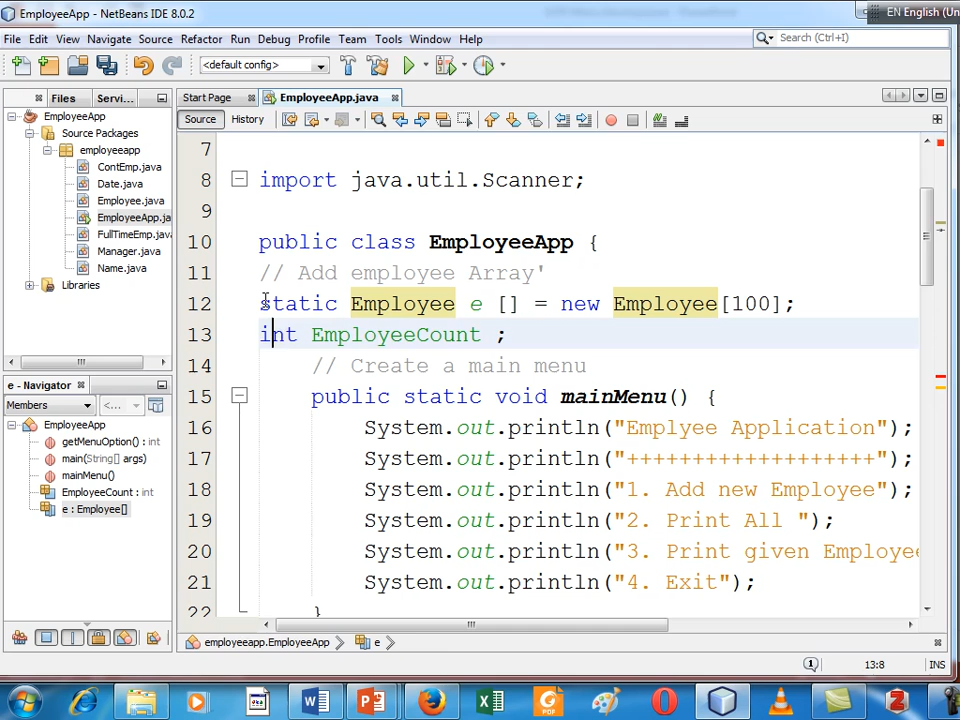 EmployeeApp - NetBeans IDE 8.0.2
EN English (Un
File Edit View Navigate Source Refactor Run Debug Profile Team Tools Window Help
Search (Ctrl+I)
<default config>
Files Servi...
Start Page EmployeeApp.java
Source History
EmployeeApp
Source Packages
employeeapp
ContEmp.java
Date.java
Employee.java
EmployeeApp.ja
FullTimeEmp.java
Manager.java
Name.java
Libraries
e - Navigator
Members <...
EmployeeApp
getMenuOption() : int
main(String[] args)
mainMenu()
EmployeeCount : int
e : Employee[]
7
8 import java.util.Scanner;
9
10 public class EmployeeApp {
11 // Add employee Array'
12 static Employee e [] = new Employee[100];
13 int EmployeeCount ;
14 // Create a main menu
15 public static void mainMenu() {
16 System.out.println("Emplyee Application");
17 System.out.println("+++++++++++++++++++");
18 System.out.println("1. Add new Employee");
19 System.out.println("2. Print All ");
20 System.out.println("3. Print given Employee
21 System.out.println("4. Exit");
22 }
employeeapp.EmployeeApp e
1 13:8 INS